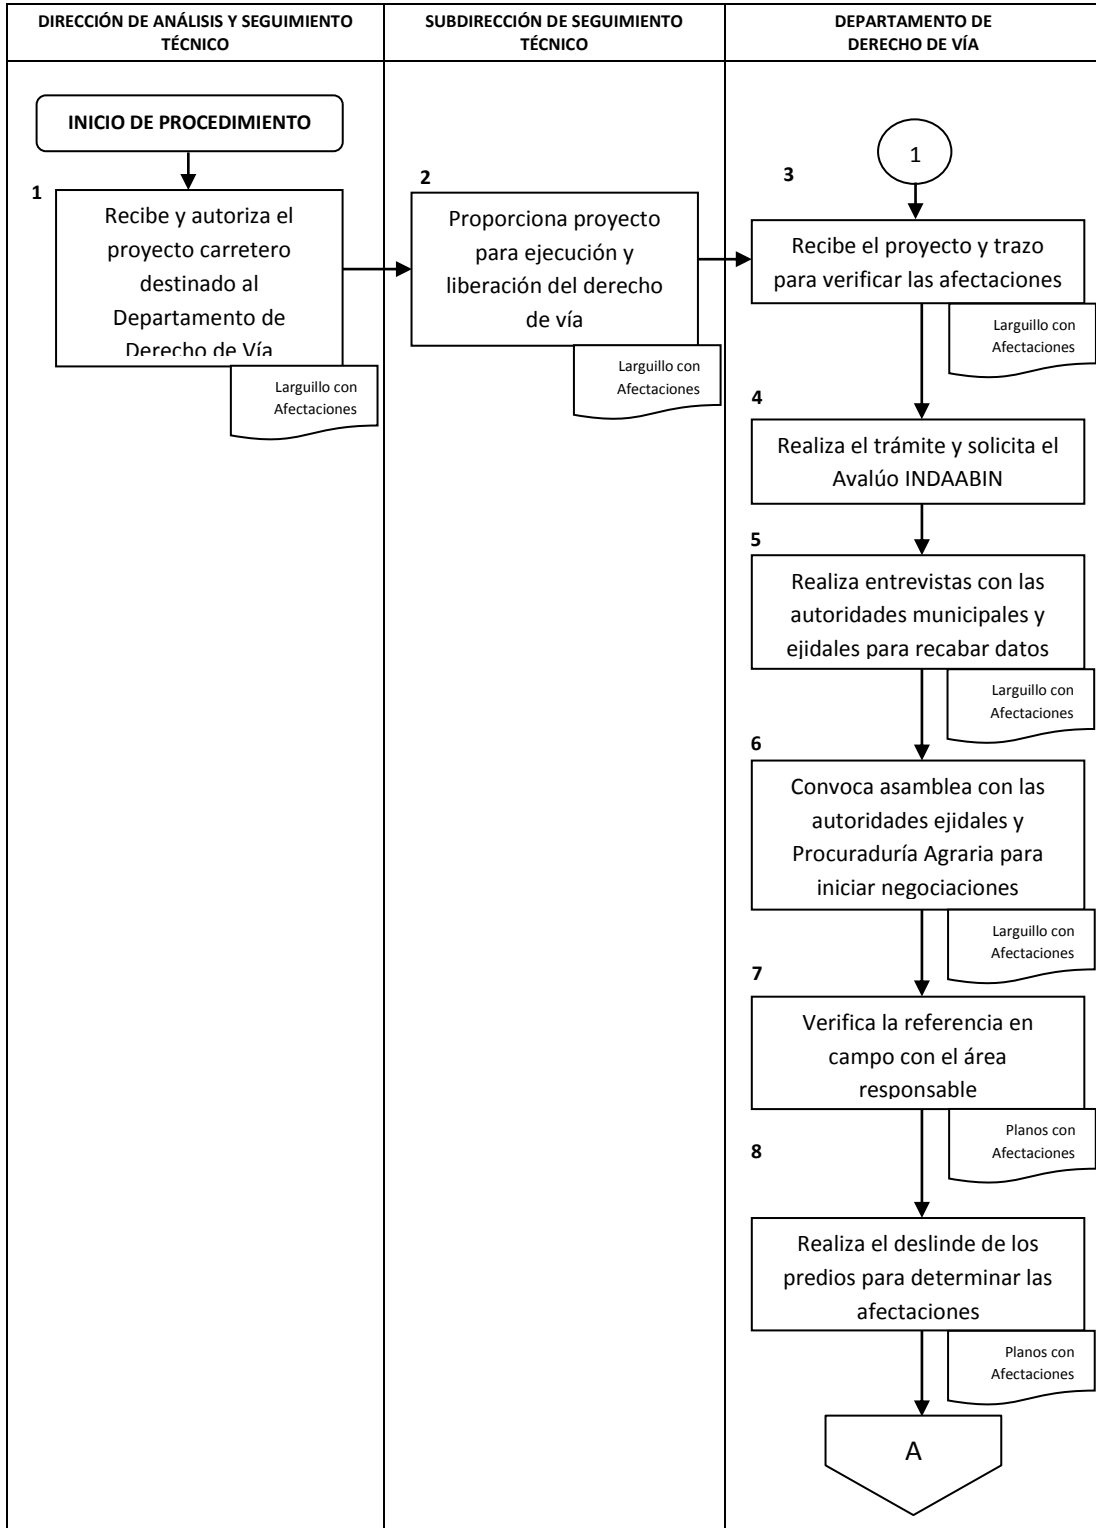 DIRECCIÓN DE ANÁLISIS Y SEGUIMIENTO
TÉCNICO
SUBDIRECCIÓN DE SEGUIMIENTO
TÉCNICO
DEPARTAMENTO DE
DERECHO DE VÍA
INICIO DE PROCEDIMIENTO
1
Recibe y autoriza el
proyecto carretero
destinado al
Departamento de
Derecho de Vía
Larguillo con
Afectaciones
2
Proporciona proyecto
para ejecución y
liberación del derecho
de vía
Larguillo con
Afectaciones
1
3
Recibe el proyecto y trazo
para verificar las afectaciones
Larguillo con
Afectaciones
4
Realiza el trámite y solicita el
Avalúo INDAABIN
5
Realiza entrevistas con las
autoridades municipales y
ejidales para recabar datos
Larguillo con
Afectaciones
6
Convoca asamblea con las
autoridades ejidales y
Procuraduría Agraria para
iniciar negociaciones
Larguillo con
Afectaciones
7
Verifica la referencia en
campo con el área
responsable
Planos con
Afectaciones
8
Realiza el deslinde de los
predios para determinar las
afectaciones
Planos con
Afectaciones
A